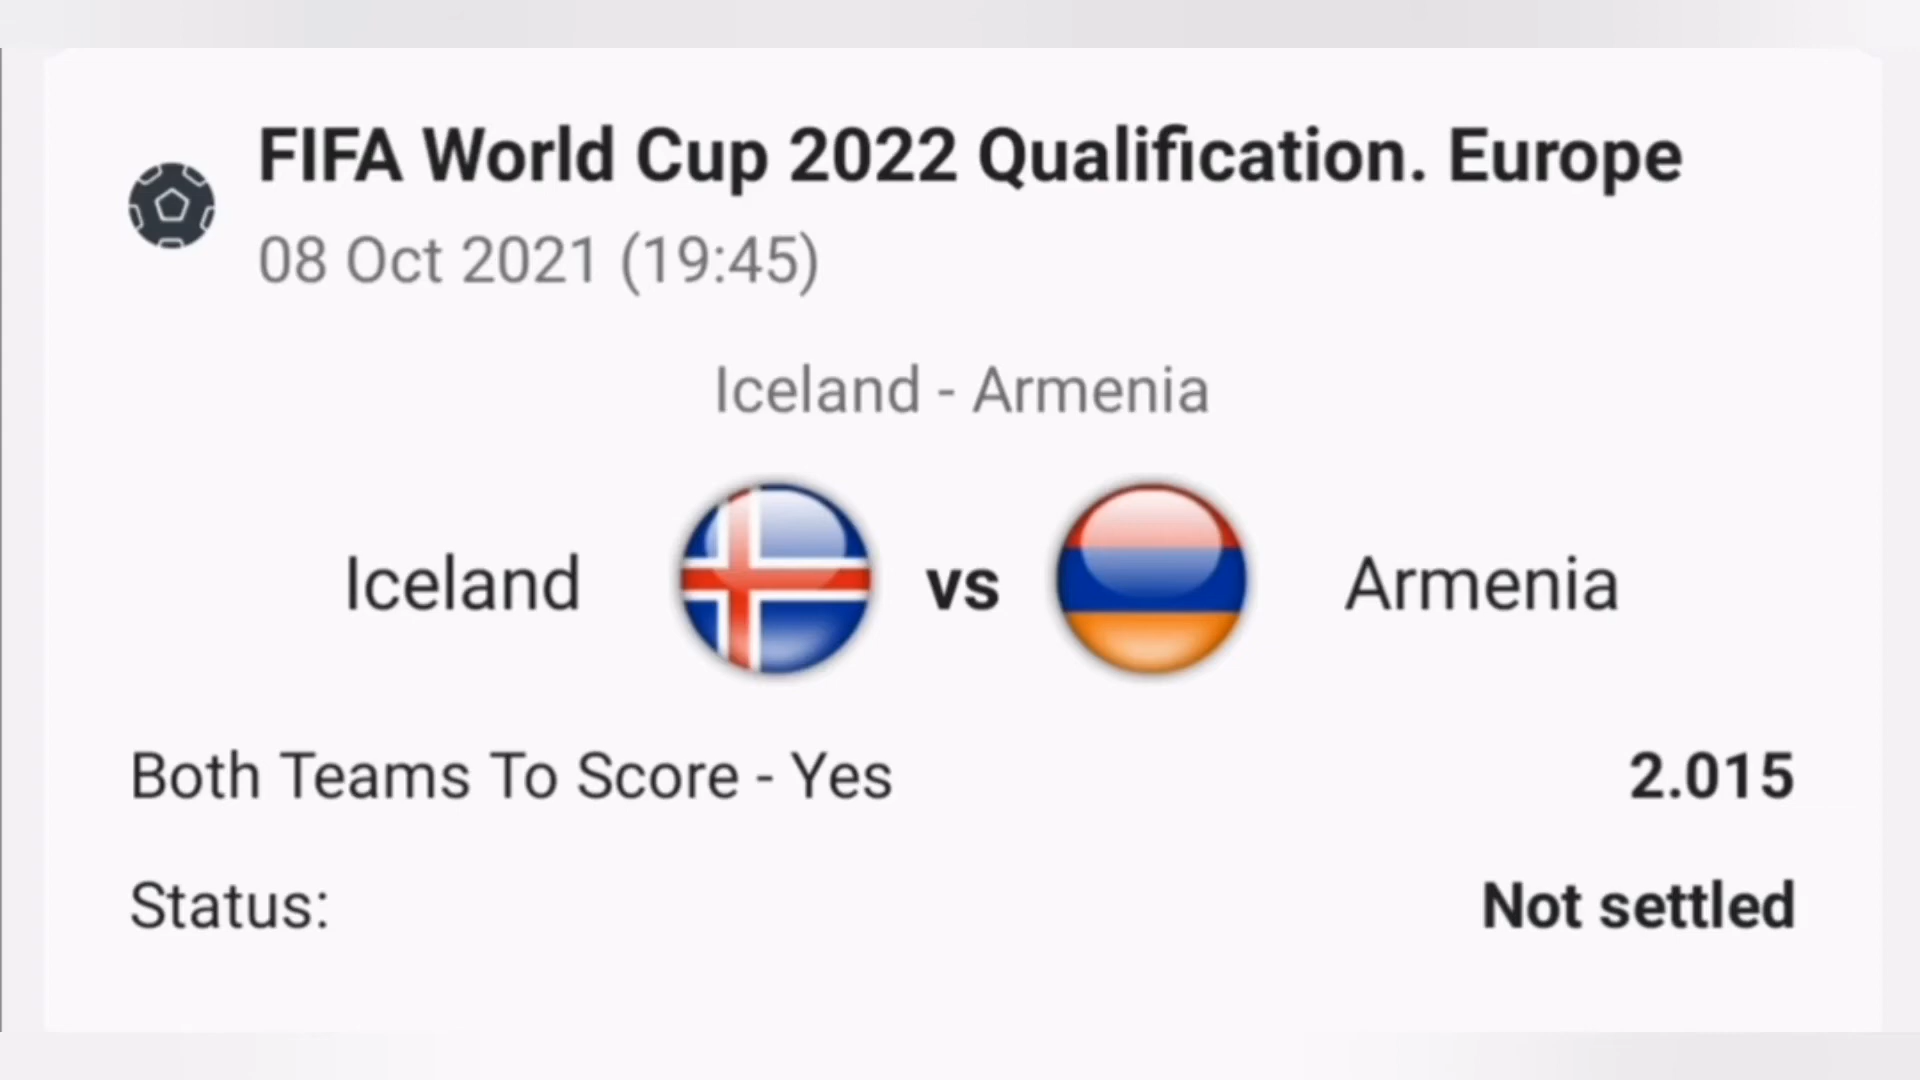 FIFA World Cup 2022 Qualification. Europe
08 Oct 2021 (19:45)
Iceland - Armenia
Iceland vs Armenia
Both Teams To Score - Yes 2.015
Status: Not settled